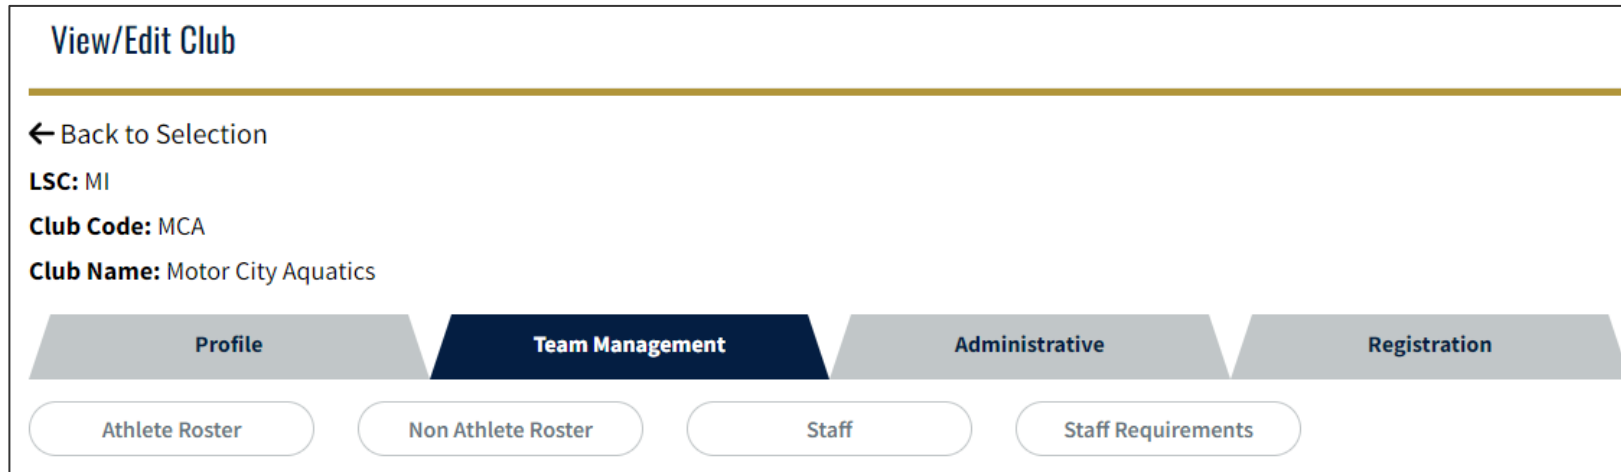 View/Edit Club
Back to Selection
LSC: MI
Club Code: MCA
Club Name: Motor City Aquatics
Profile Team Management Administrative Registration
Athlete Roster Non Athlete Roster Staff Staff Requirements